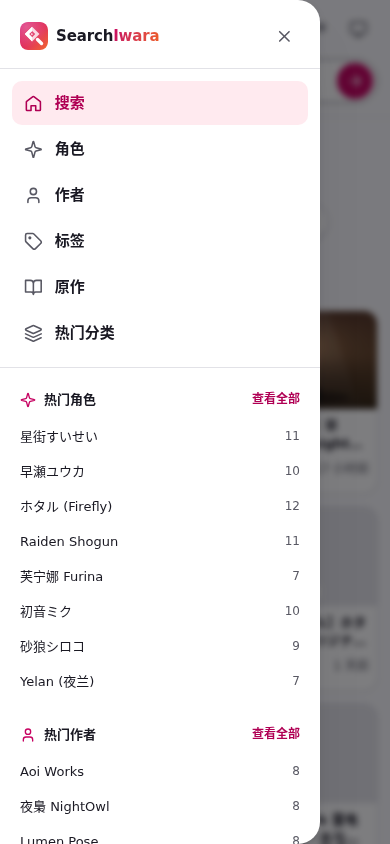 SearchIwara
搜索
角色
作者
标签
原作
热门分类
热门角色 查看全部
星街すいせい 11
早瀬ユウカ 10
ホタル (Firefly) 12
Raiden Shogun 11
芙宁娜 Furina 7
初音ミク 10
砂狼シロコ 9
Yelan (夜兰) 7
热门作者 查看全部
Aoi Works 8
夜梟 NightOwl 8
Lumen Pose 8